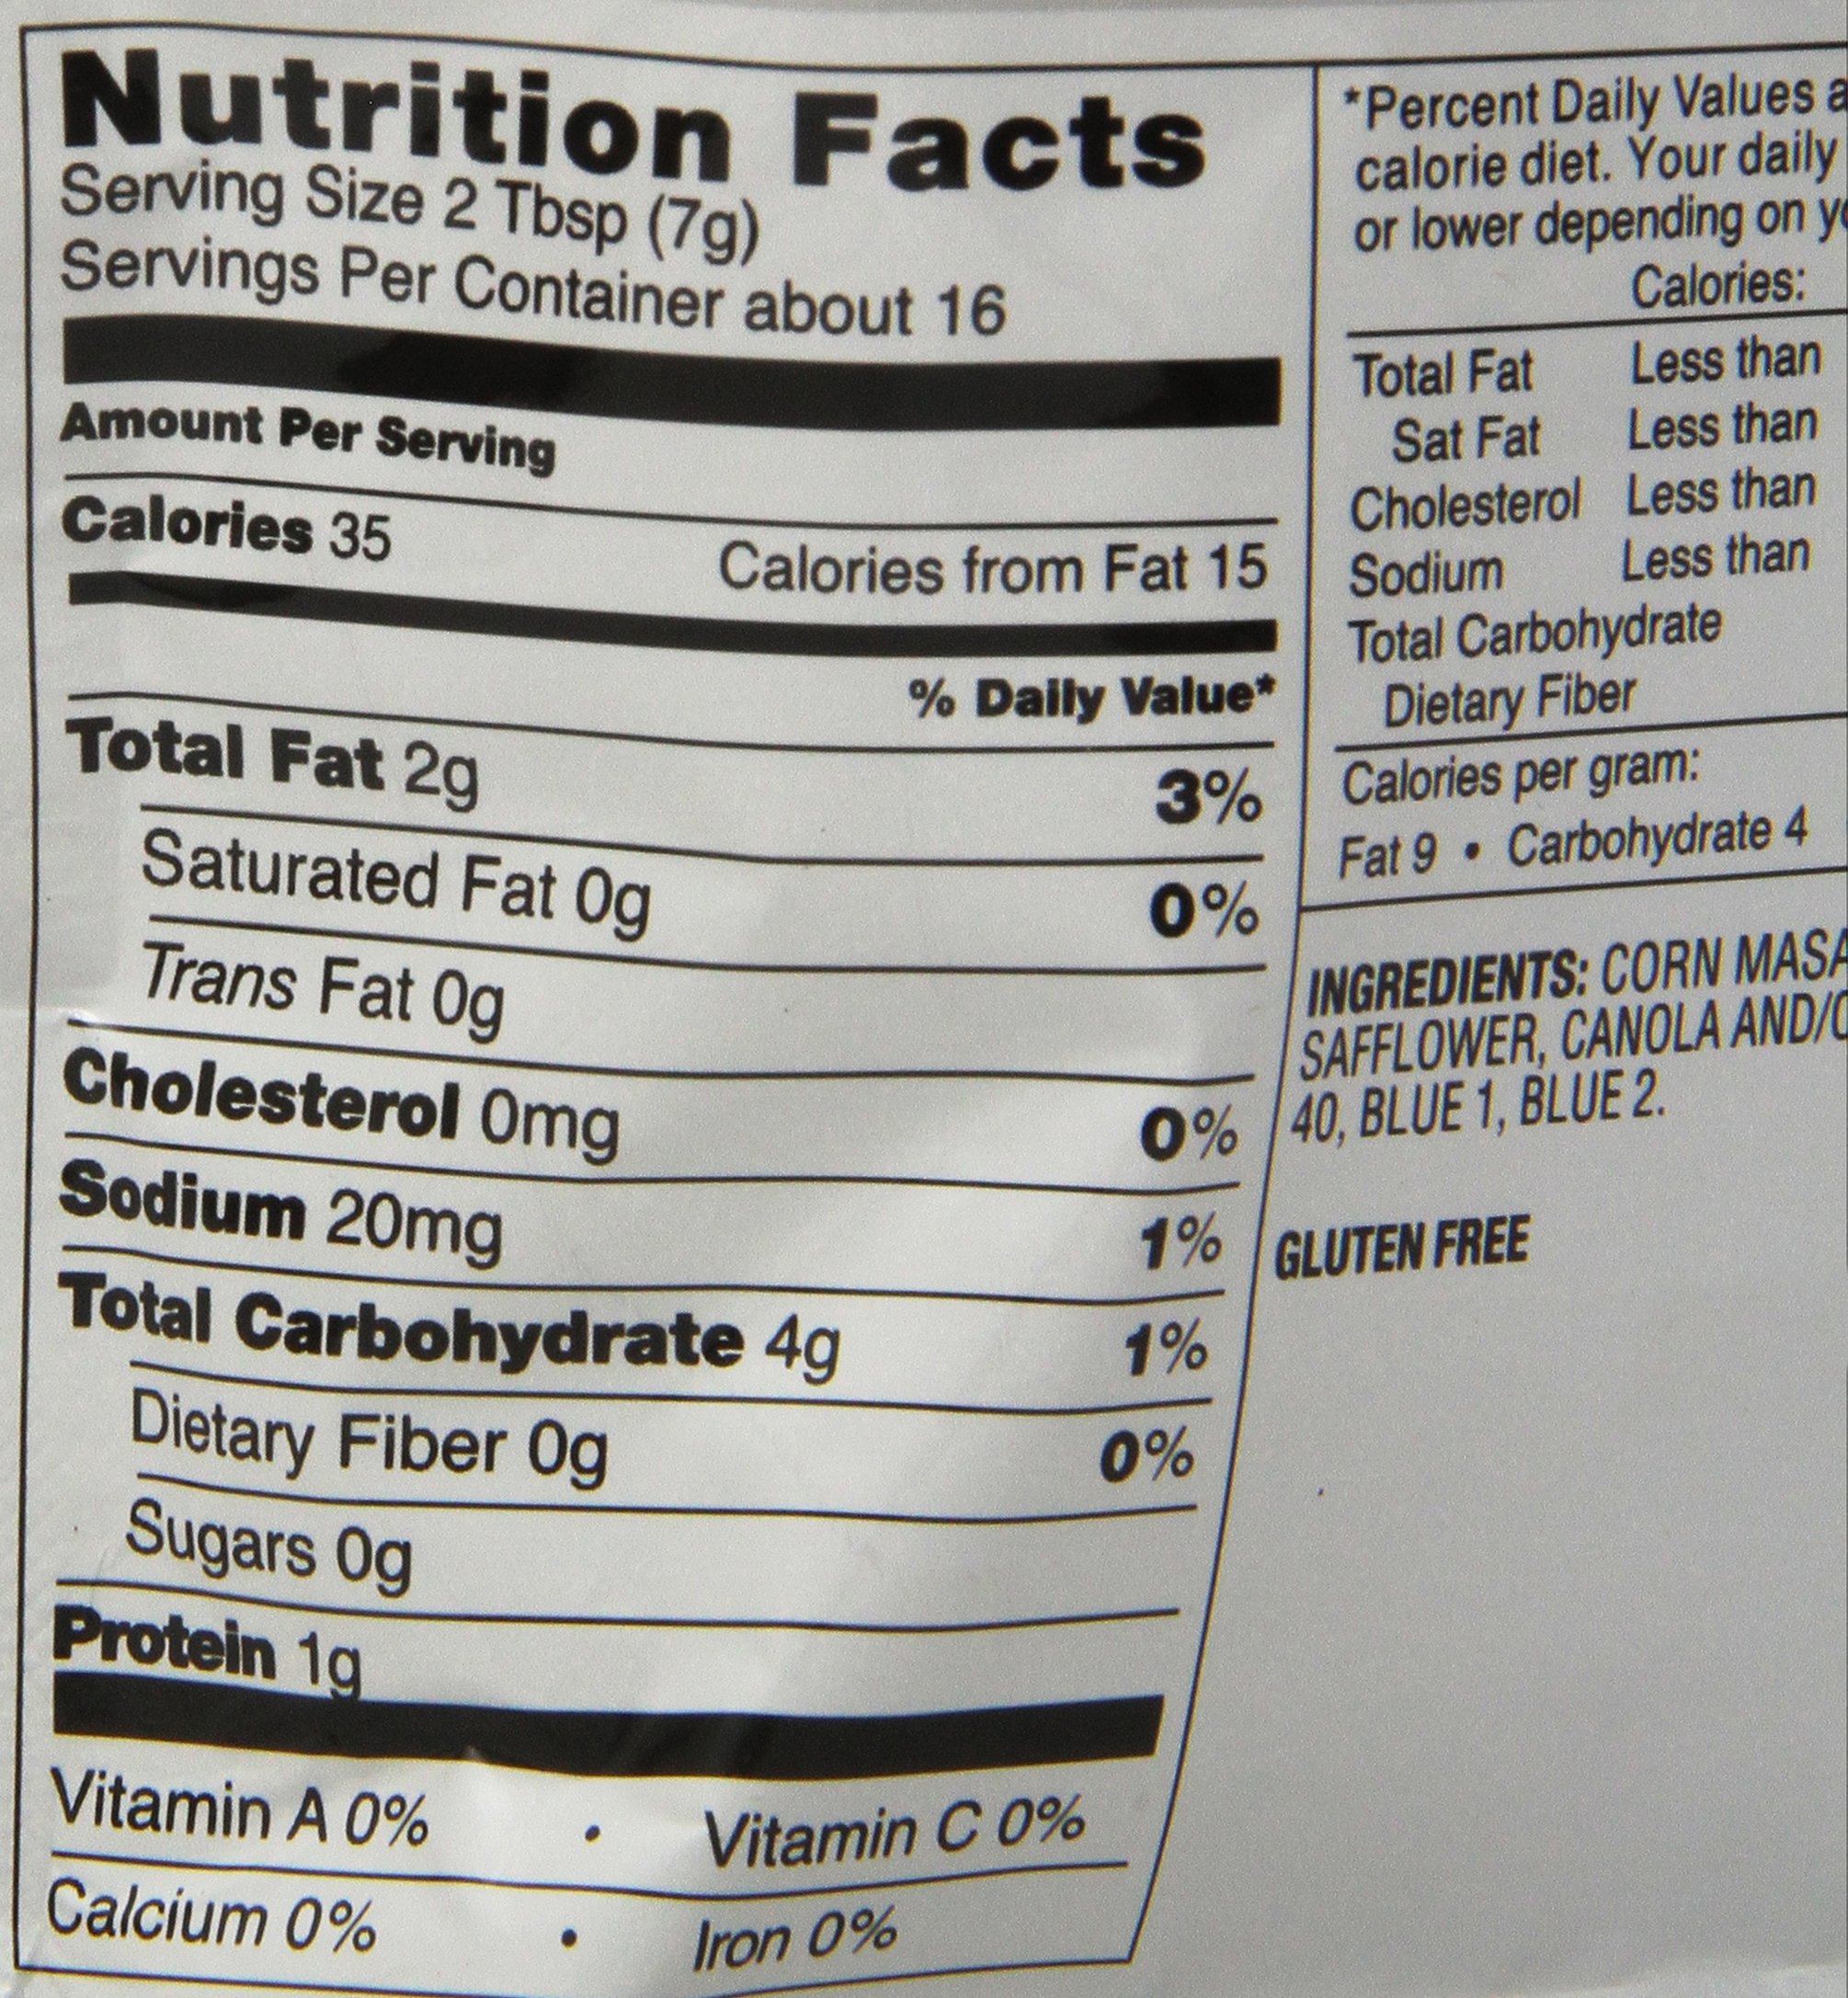 Nutrition Facts
Serving Size 2 Tbsp (7g)
Servings Per Container about 16
Amount Per Serving
Calories 35 Calories from Fat 15
% Daily Value*
Total Fat 2g 3%
Saturated Fat 0g 0%
Trans Fat 0g
Cholesterol 0mg 0%
Sodium 20mg 1%
Total Carbohydrate 4g 1%
Dietary Fiber 0g 0%
Sugars 0g
Protein 1g
Vitamin A 0% • Vitamin C 0%
Calcium 0% • Iron 0%
*Percent Daily Values
calorie diet. Your daily
or lower depending on
Calories:
Total Fat Less than
Sat Fat Less than
Cholesterol Less than
Sodium Less than
Total Carbohydrate
Dietary Fiber
Calories per gram:
Fat 9 • Carbohydrate 4
INGREDIENTS: CORN MASA
SAFFLOWER, CANOLA AND/
40, BLUE 1, BLUE 2.
GLUTEN FREE